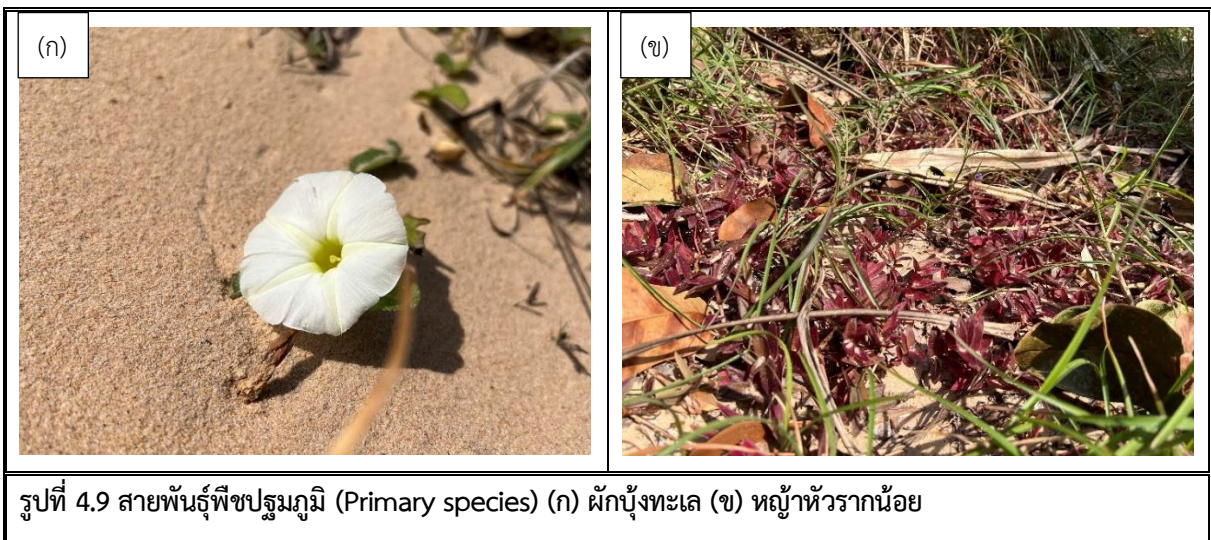 (ก)
(ข)
รูปที่ 4.9 สายพันธุ์พืชปฐมภูมิ (Primary species) (ก) ผักบุ้งทะเล (ข) หญ้าหัวรากน้อย